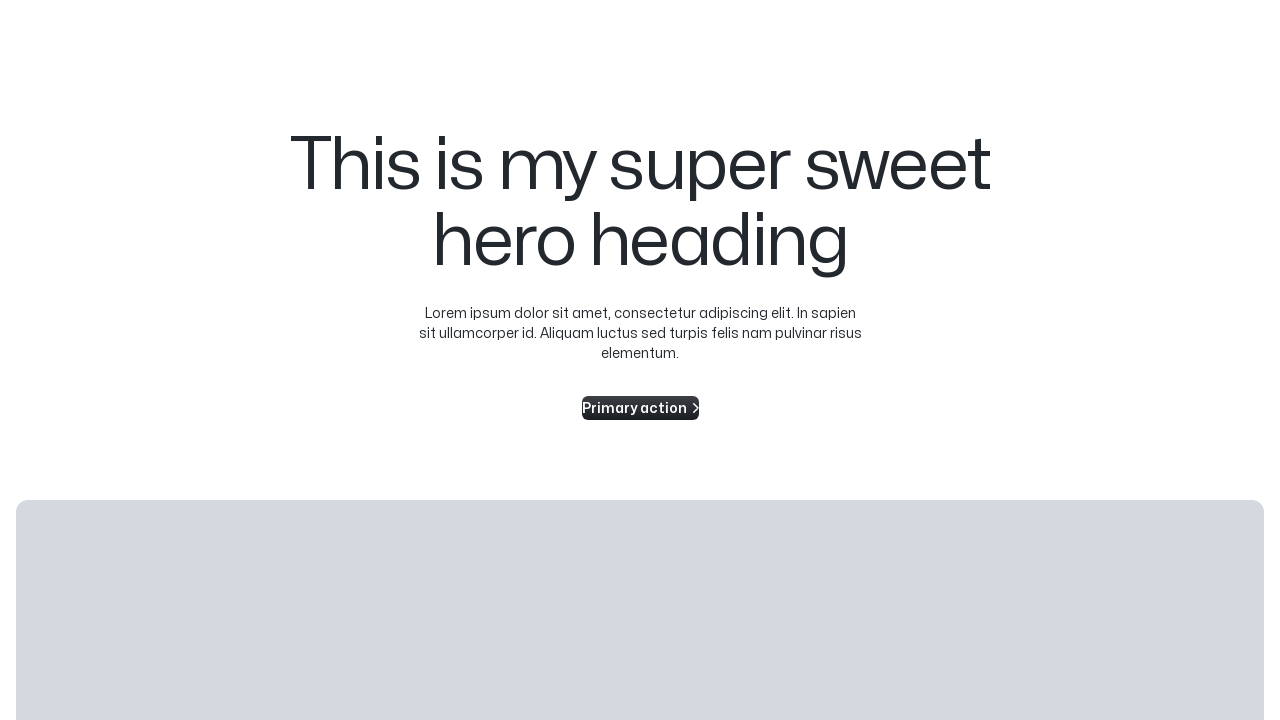 This is my super sweet
hero heading
Lorem ipsum dolor sit amet, consectetur adipiscing elit. In sapien
sit ullamcorper id. Aliquam luctus sed turpis felis nam pulvinar risus
elementum.
Primary action